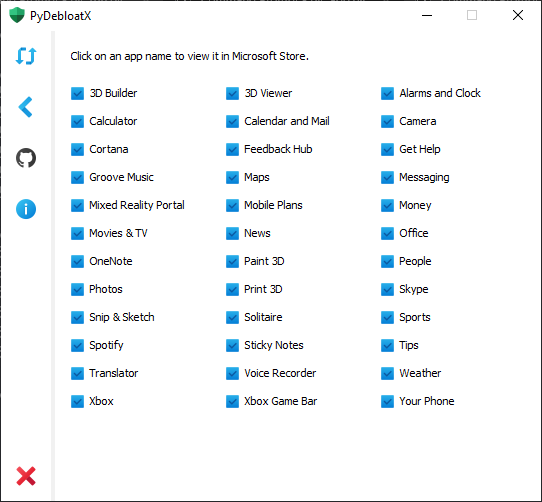 PyDebloatX
Click on an app name to view it in Microsoft Store.
3D Builder 3D Viewer Alarms and Clock
Calculator Calendar and Mail Camera
Cortana Feedback Hub Get Help
Groove Music Maps Messaging
Mixed Reality Portal Mobile Plans Money
Movies & TV News Office
OneNote Paint 3D People
Photos Print 3D Skype
Snip & Sketch Solitaire Sports
Spotify Sticky Notes Tips
Translator Voice Recorder Weather
Xbox Xbox Game Bar Your Phone